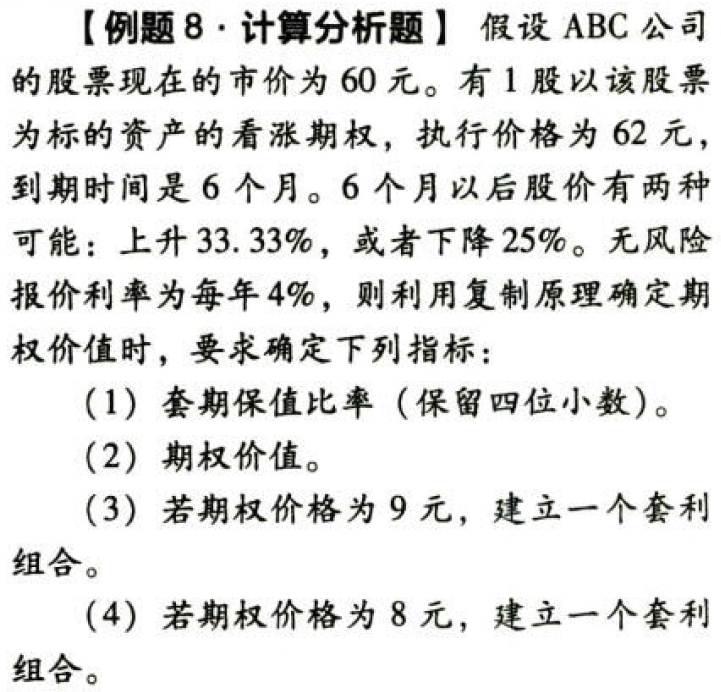 【例题8·计算分析题】 假设 ABC 公司
的股票现在的市价为 60 元。有 1 股以该股票
为标的资产的看涨期权，执行价格为 62 元，
到期时间是 6 个月。6 个月以后股价有两种
可能：上升 33.33%，或者下降 25%。无风险
报价利率为每年 4%，则利用复制原理确定期
权价值时，要求确定下列指标：
（1）套期保值比率（保留四位小数）。
（2）期权价值。
（3）若期权价格为 9 元，建立一个套利
组合。
（4）若期权价格为 8 元，建立一个套利
组合。